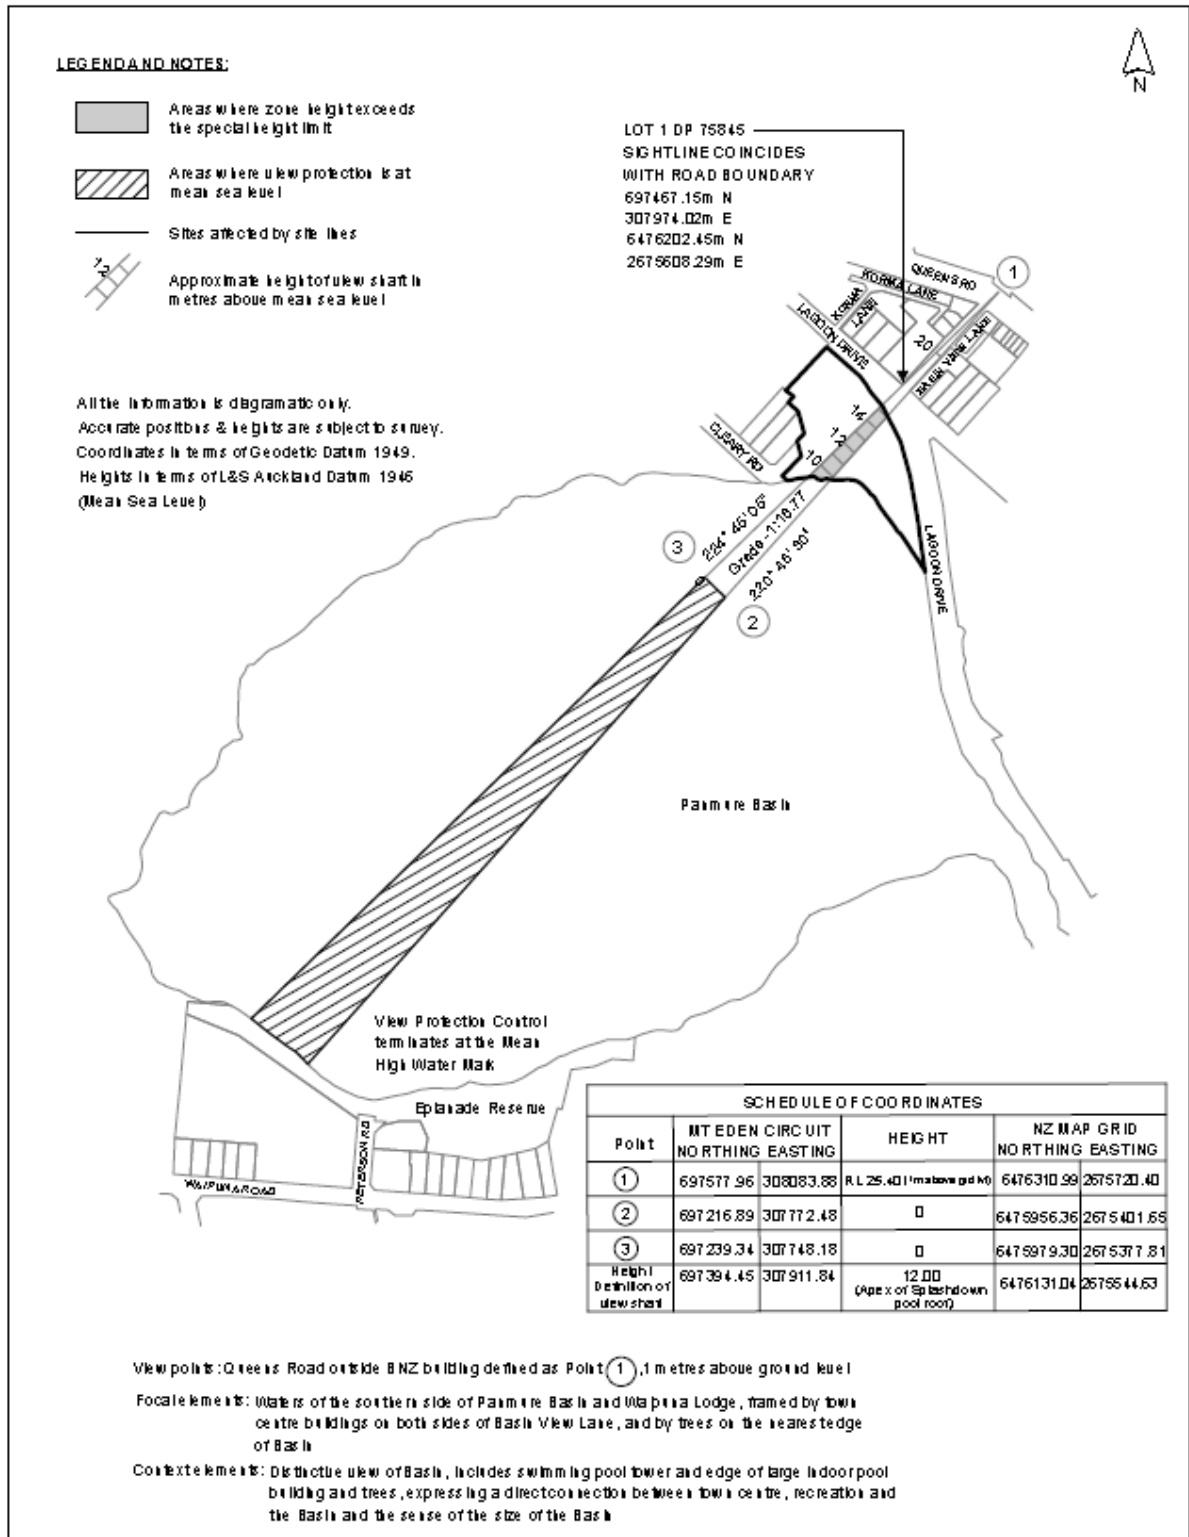 N
LEGEND AND NOTES:
Areas where zone height exceeds
the special height limit
Areas where view protection is at
mean sea level
Sites affected by site lines
12
Approximate height of view shaft in
metres above mean sea level
LOT 1 DP 75845
SIGHTLINE COINCIDES
WITH ROAD BOUNDARY
697467.15m N
307974.02m E
6476202.45m N
2675608.29m E
All the information is diagramatic only.
Accurate positions & heights are subject to survey.
Coordinates in terms of Geodetic Datum 1949.
Heights in terms of L&S Auckland Datum 1946
(Mean Sea Level)
QUEENS RD
1
KORMA LANE
KORMA
LANE
LAGOON DRIVE
20
BASIN VIEW LANE
14
12
10
CLEARY RD
224° 45' 05"
Grade -1:18.77
220° 46' 30"
3
2
LAGOON DRIVE
Panmure Basin
View Protection Control
terminates at the Mean
High Water Mark
Eplanade Reserve
PETERSON RD
WAIPUNA ROAD
SCHEDULE OF COORDINATES
Point
MT EDEN CIRCUIT
NORTHING EASTING
HEIGHT
NZ MAP GRID
NORTHING EASTING
1 697577.96 308083.88 RL 25.40 (1m above grd lvl) 6476310.99 2675720.40
2 697216.89 307772.48 0 6475956.36 2675401.65
3 697239.34 307748.18 0 6475979.30 2675377.81
Height
Definition of
view shaft
697394.45 307911.84
12.00
(Apex of Splashdown
pool roof)
6476131.04 2675544.63
View points: Queens Road outside BNZ building defined as Point 1, 1 metres above ground level
Focal elements: Waters of the southern side of Panmure Basin and Waipuna Lodge, framed by town
centre buildings on both sides of Basin View Lane, and by trees on the nearest edge
of Basin
Context elements: Distinctive view of Basin, includes swimming pool tower and edge of large indoor pool
building and trees, expressing a direct connection between town centre, recreation and
the Basin and the sense of the size of the Basin